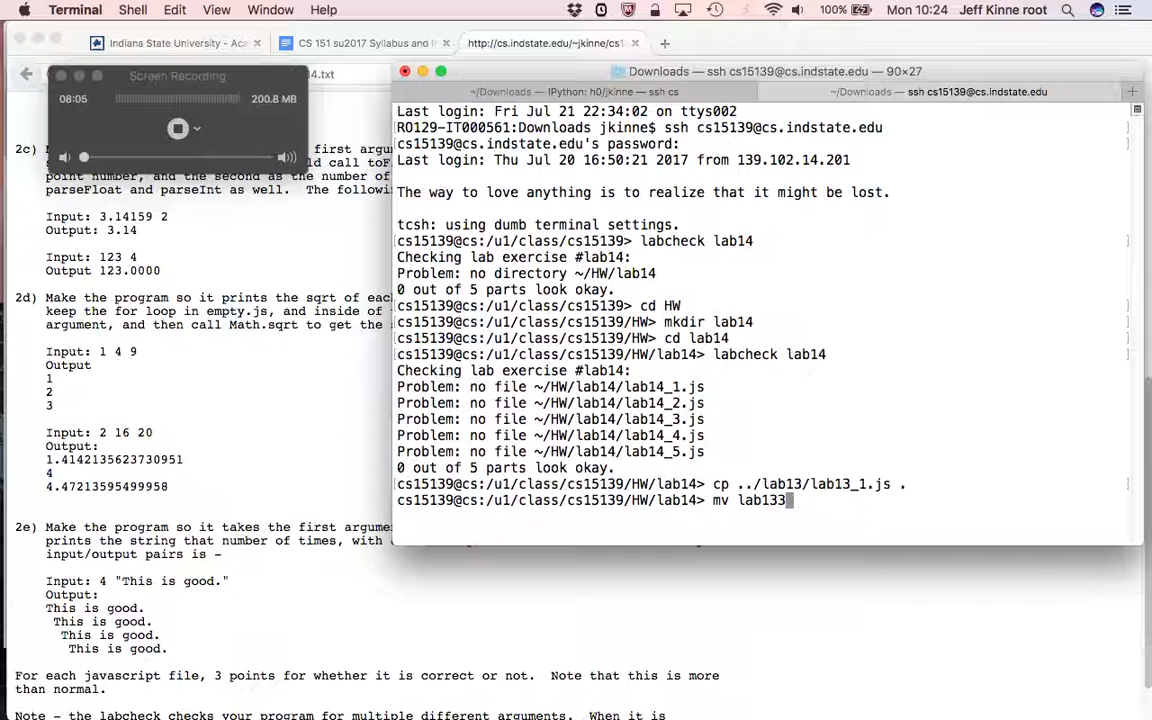 Terminal Shell Edit View Window Help 100% Mon 10:24 Jeff Kinne root
Indiana State University - Aca × CS 151 su2017 Syllabus and I × http://cs.indstate.edu/~jkinne/cs1 × +
4.txt
Screen Recording
08:05 200.8 MB
Downloads — ssh cs15139@cs.indstate.edu — 90×27
~/Downloads — IPython: h0/jkinne — ssh cs ~/Downloads — ssh cs15139@cs.indstate.edu +
Last login: Fri Jul 21 22:34:02 on ttys002
RO129-IT000561:Downloads jkinne$ ssh cs15139@cs.indstate.edu
cs15139@cs.indstate.edu's password:
Last login: Thu Jul 20 16:50:21 2017 from 139.102.14.201
The way to love anything is to realize that it might be lost.
tcsh: using dumb terminal settings.
cs15139@cs:/u1/class/cs15139> labcheck lab14
Checking lab exercise #lab14:
Problem: no directory ~/HW/lab14
0 out of 5 parts look okay.
cs15139@cs:/u1/class/cs15139> cd HW
cs15139@cs:/u1/class/cs15139/HW> mkdir lab14
cs15139@cs:/u1/class/cs15139/HW> cd lab14
cs15139@cs:/u1/class/cs15139/HW/lab14> labcheck lab14
Checking lab exercise #lab14:
Problem: no file ~/HW/lab14/lab14_1.js
Problem: no file ~/HW/lab14/lab14_2.js
Problem: no file ~/HW/lab14/lab14_3.js
Problem: no file ~/HW/lab14/lab14_4.js
Problem: no file ~/HW/lab14/lab14_5.js
0 out of 5 parts look okay.
cs15139@cs:/u1/class/cs15139/HW/lab14> cp ../lab13/lab13_1.js .
cs15139@cs:/u1/class/cs15139/HW/lab14> mv lab133
2c) first argu
ld call toF
point number, and the second as the number of
parseFloat and parseInt as well. The followi
Input: 3.14159 2
Output: 3.14
Input: 123 4
Output 123.0000
2d) Make the program so it prints the sqrt of eac
keep the for loop in empty.js, and inside of
argument, and then call Math.sqrt to get the s
Input: 1 4 9
Output
1
2
3
Input: 2 16 20
Output:
1.4142135623730951
4
4.47213595499958
2e) Make the program so it takes the first argume
prints the string that number of times, with
input/output pairs is -
Input: 4 "This is good."
Output:
This is good.
This is good.
This is good.
This is good.
For each javascript file, 3 points for whether it is correct or not. Note that this is more
than normal.
Note - the labcheck checks your program for multiple different arguments. When it is